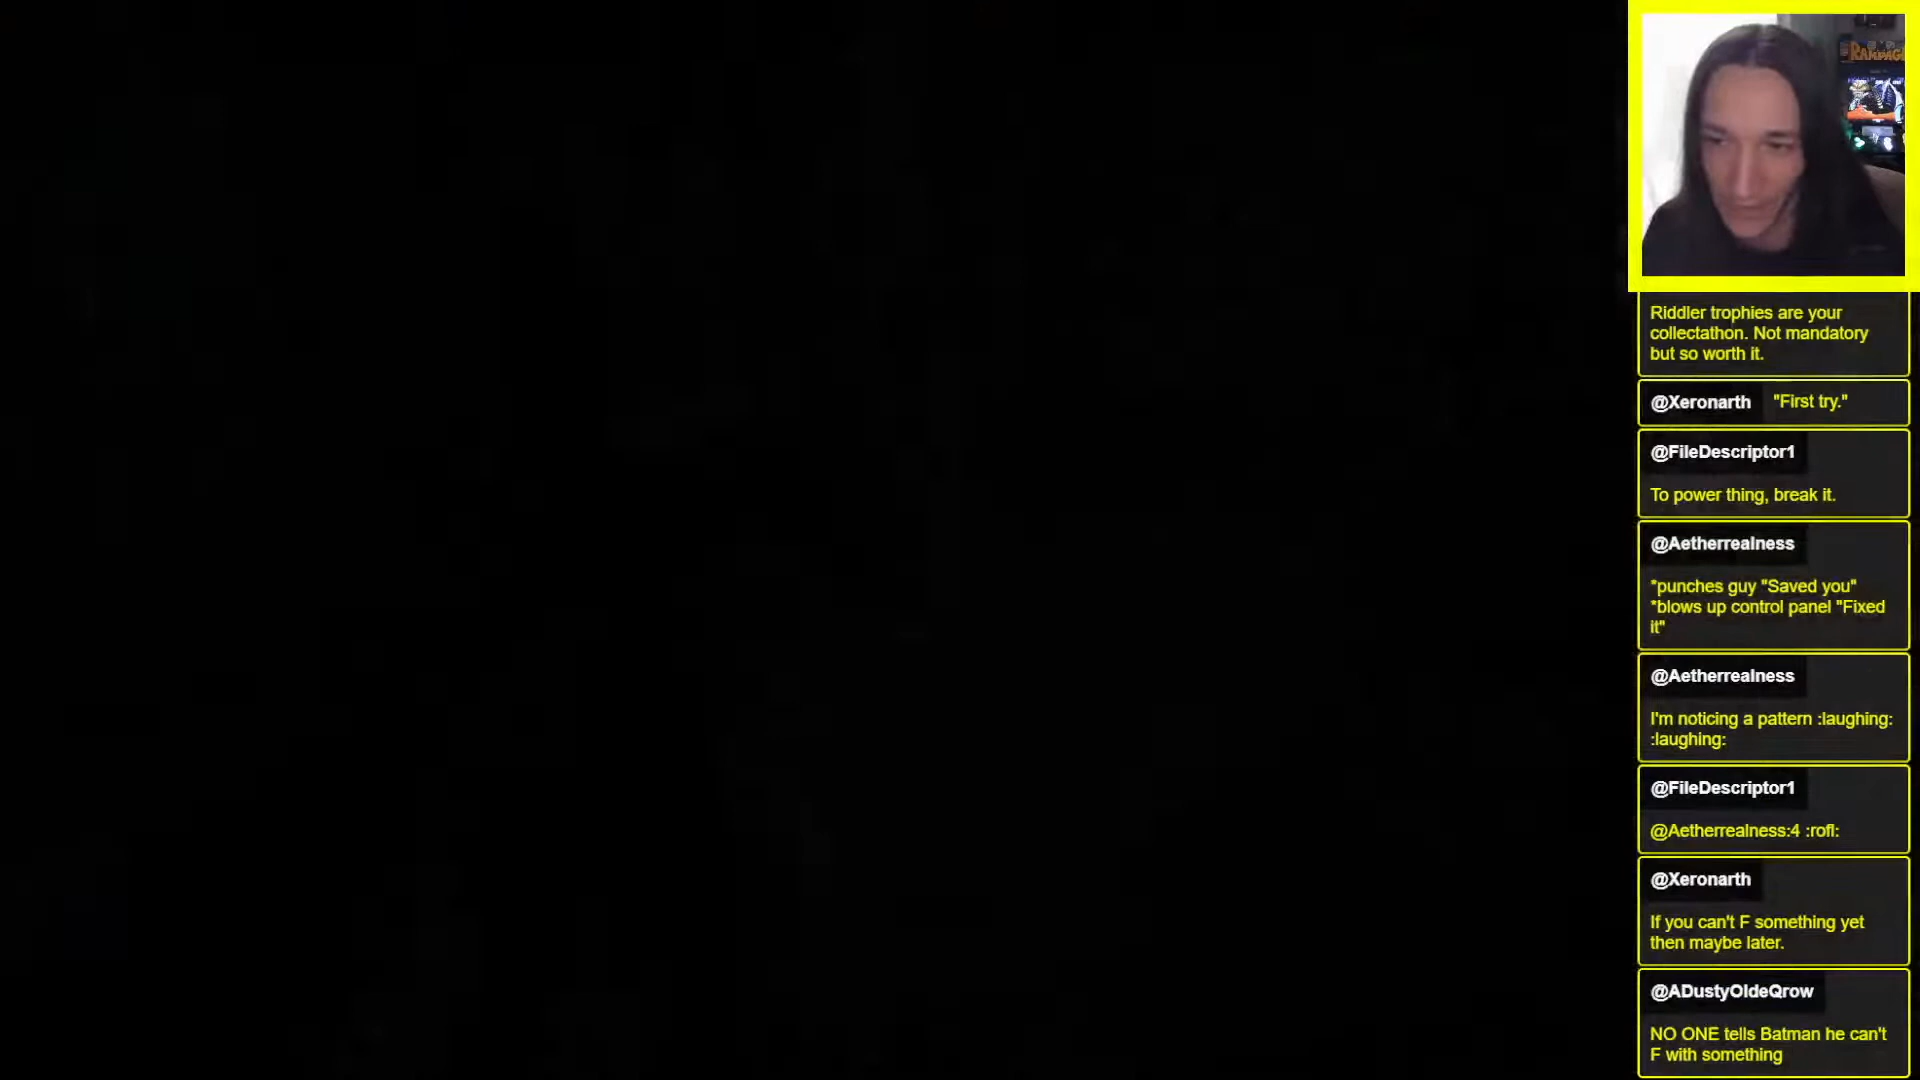 RAMPAGE
Riddler trophies are your
collectathon. Not mandatory
but so worth it.
@Xeronarth "First try."
@FileDescriptor1
To power thing, break it.
@Aetherrealness
*punches guy "Saved you"
*blows up control panel "Fixed
it"
@Aetherrealness
I'm noticing a pattern :laughing:
:laughing:
@FileDescriptor1
@Aetherrealness:4 :rofl:
@Xeronarth
If you can't F something yet
then maybe later.
@ADustyOldeQrow
NO ONE tells Batman he can't
F with something